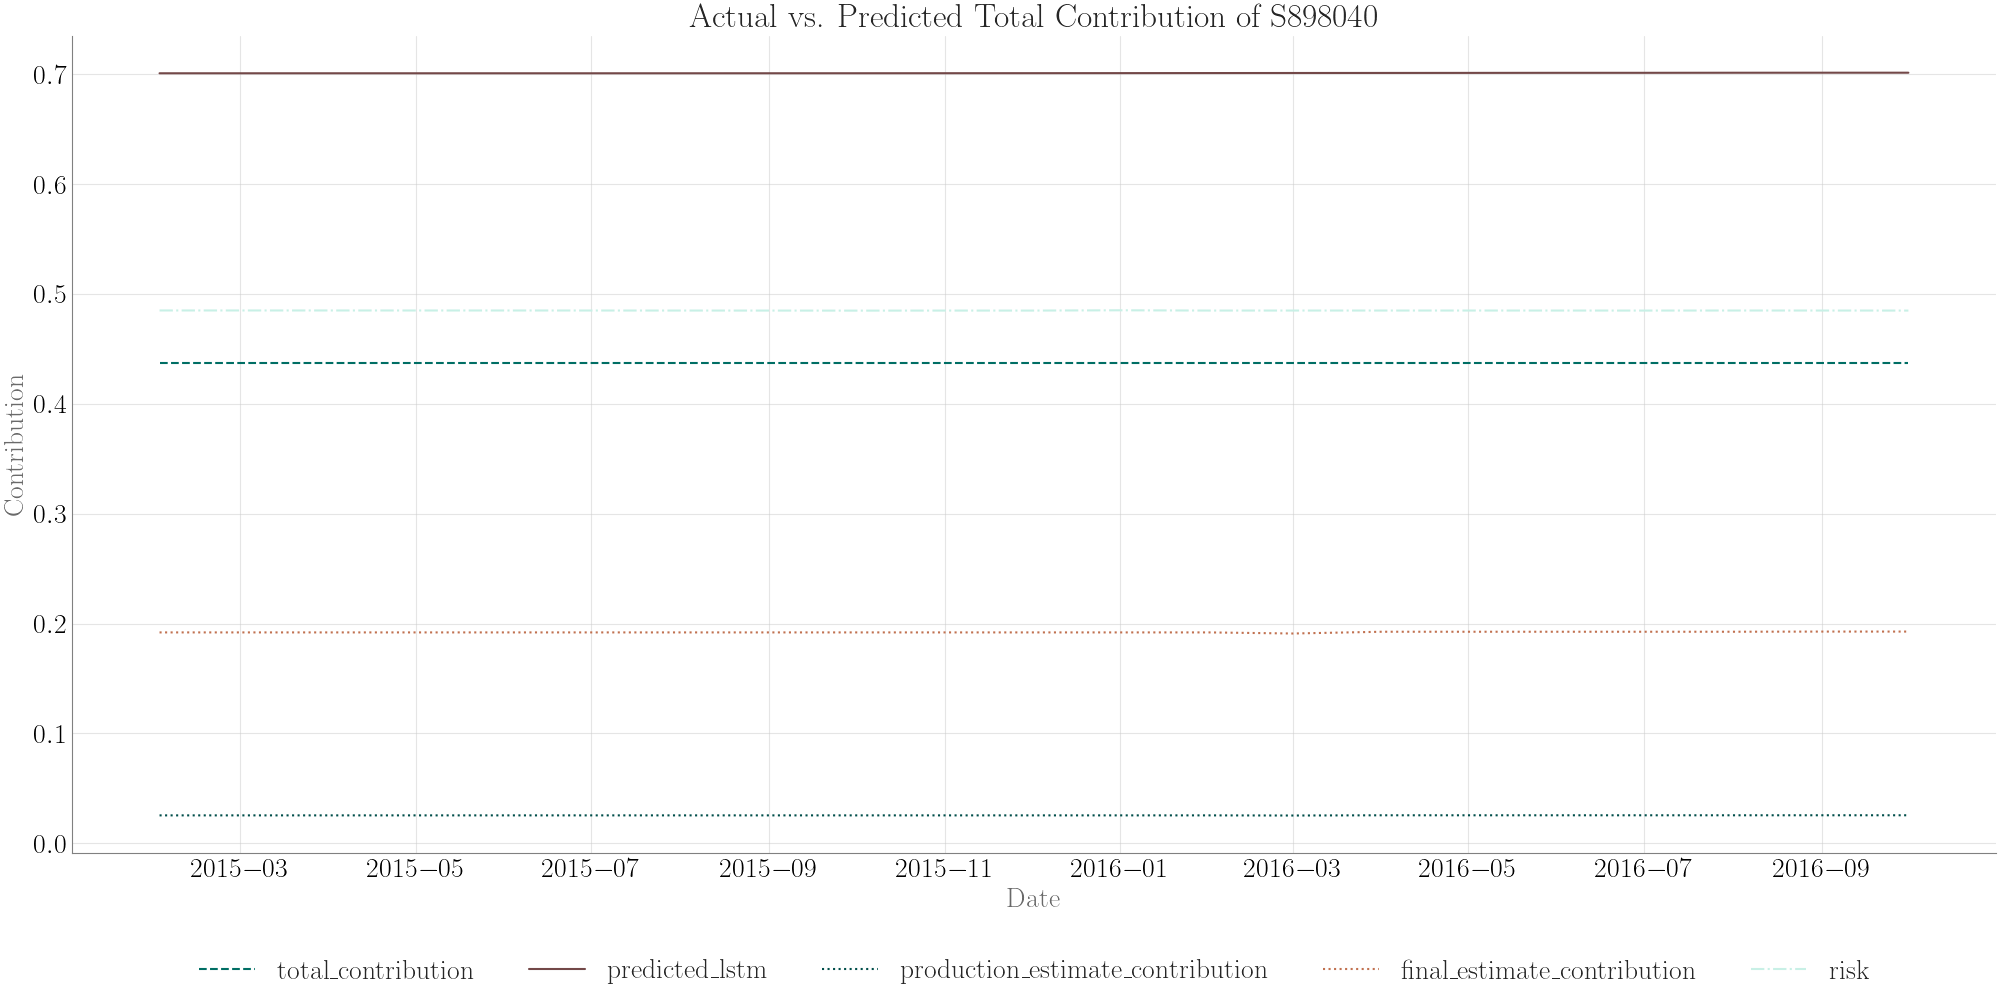 Actual vs. Predicted Total Contribution of S898040
Contribution
0.7
0.6
0.5
0.4
0.3
0.2
0.1
0.0
2015–03 2015–05 2015–07 2015–09 2015–11 2016–01 2016–03 2016–05 2016–07 2016–09
Date
total_contribution predicted_lstm production_estimate_contribution final_estimate_contribution risk